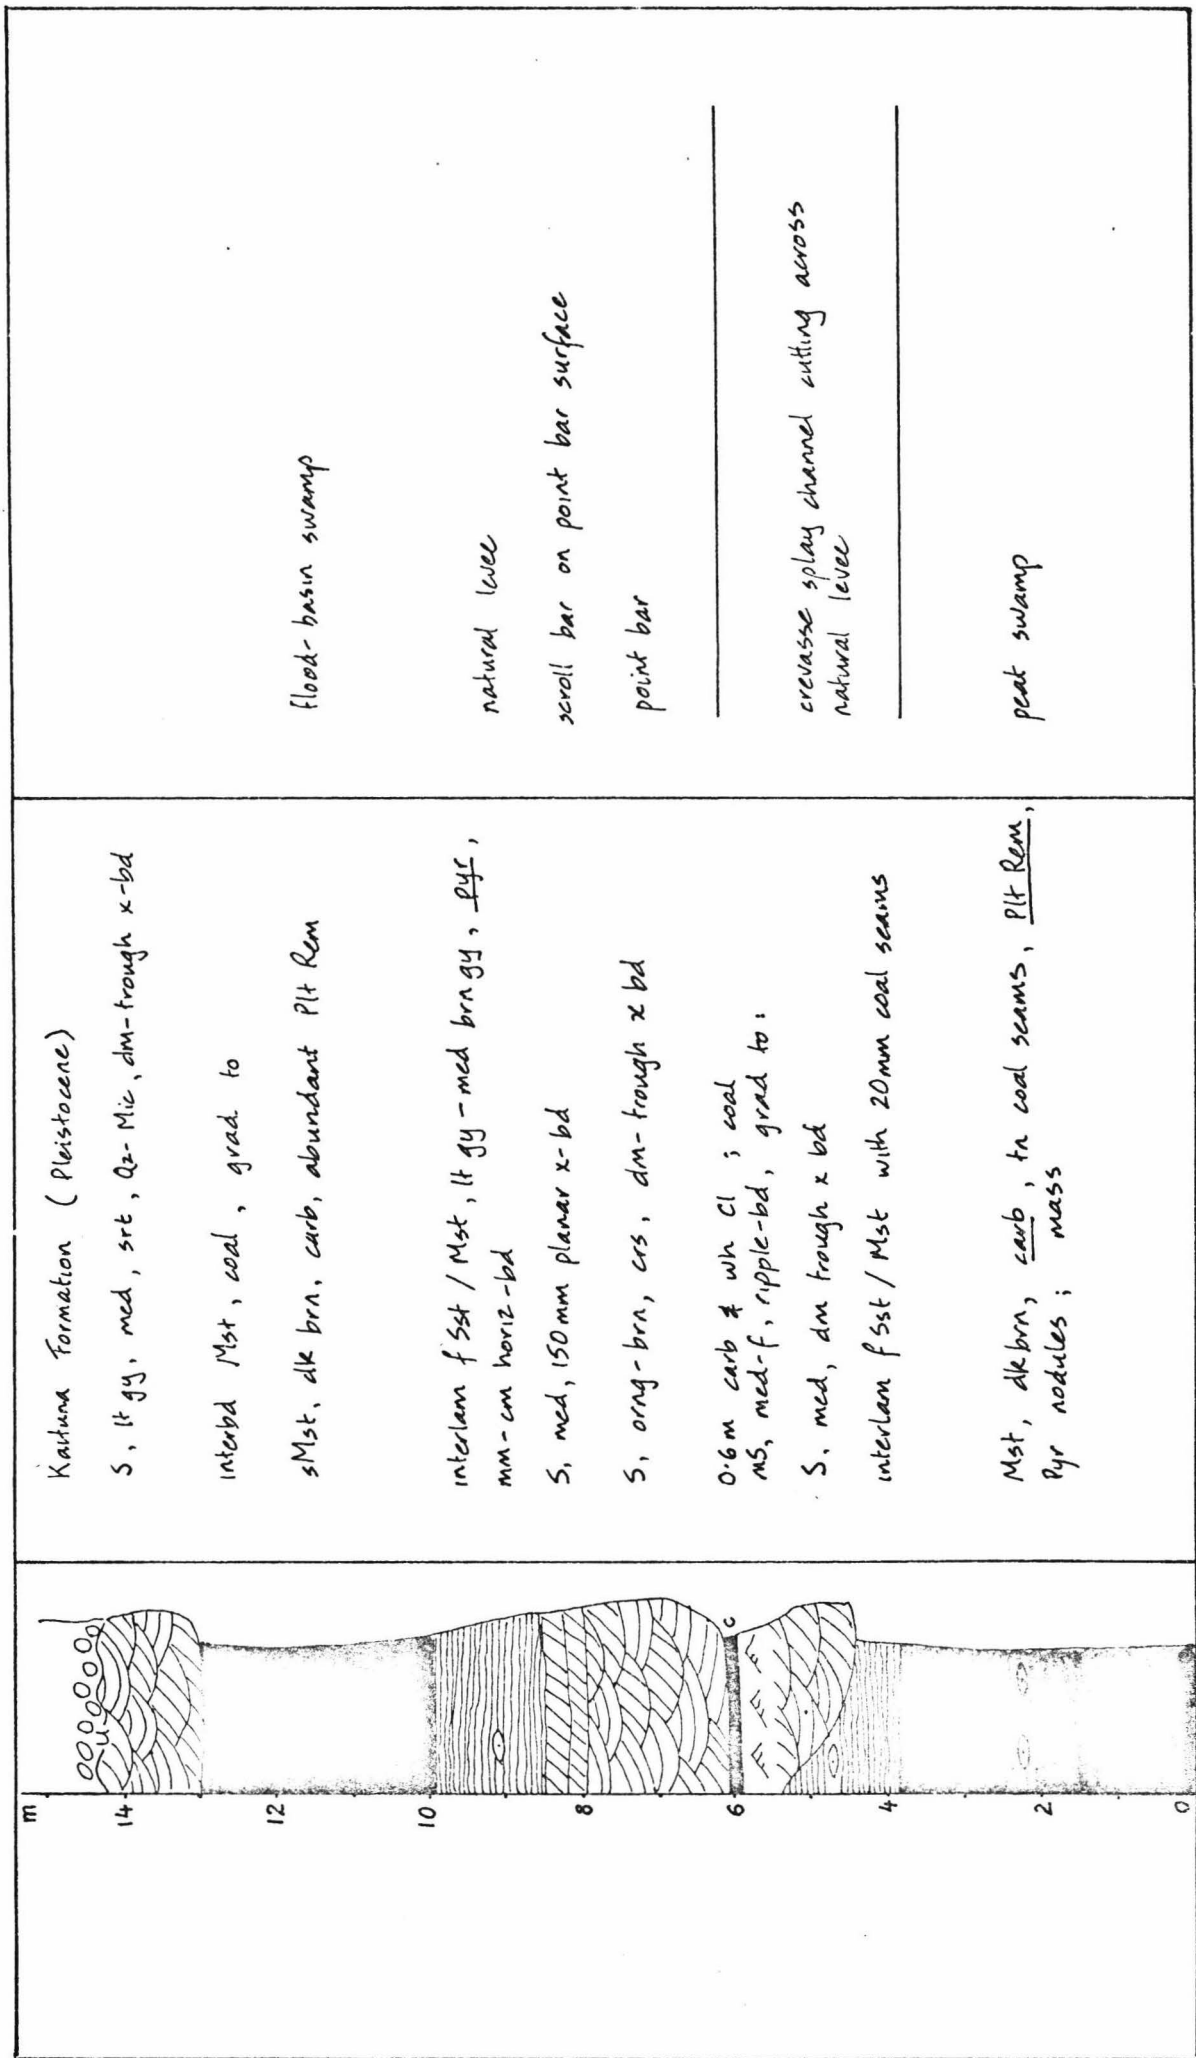 m
14
12
10
8
6
4
2
0
u
c
Kaituna Formation (Pleistocene)
S, lt gy, med, srt, Qz-Mic, dm-trough x-bd
interbd Mst, coal, grad to
sMst, dk brn, carb, abundant Plt Rem
interlam f Sst / Mst, lt gy - med brn gy, Pyr,
mm-cm horiz-bd
S, med, 150mm planar x-bd
S, orng-brn, crs, dm-trough x bd
0.6m carb & wh Cl ; coal
mS, med-f, ripple-bd, grad to:
S, med, dm trough x bd
interlam f Sst / Mst with 20mm coal seams
Mst, dk brn, carb, tn coal seams, Plt Rem,
Pyr nodules ; mass
flood-basin swamp
natural levee
scroll bar on point bar surface
point bar
crevasse splay channel cutting across
natural levee
peat swamp